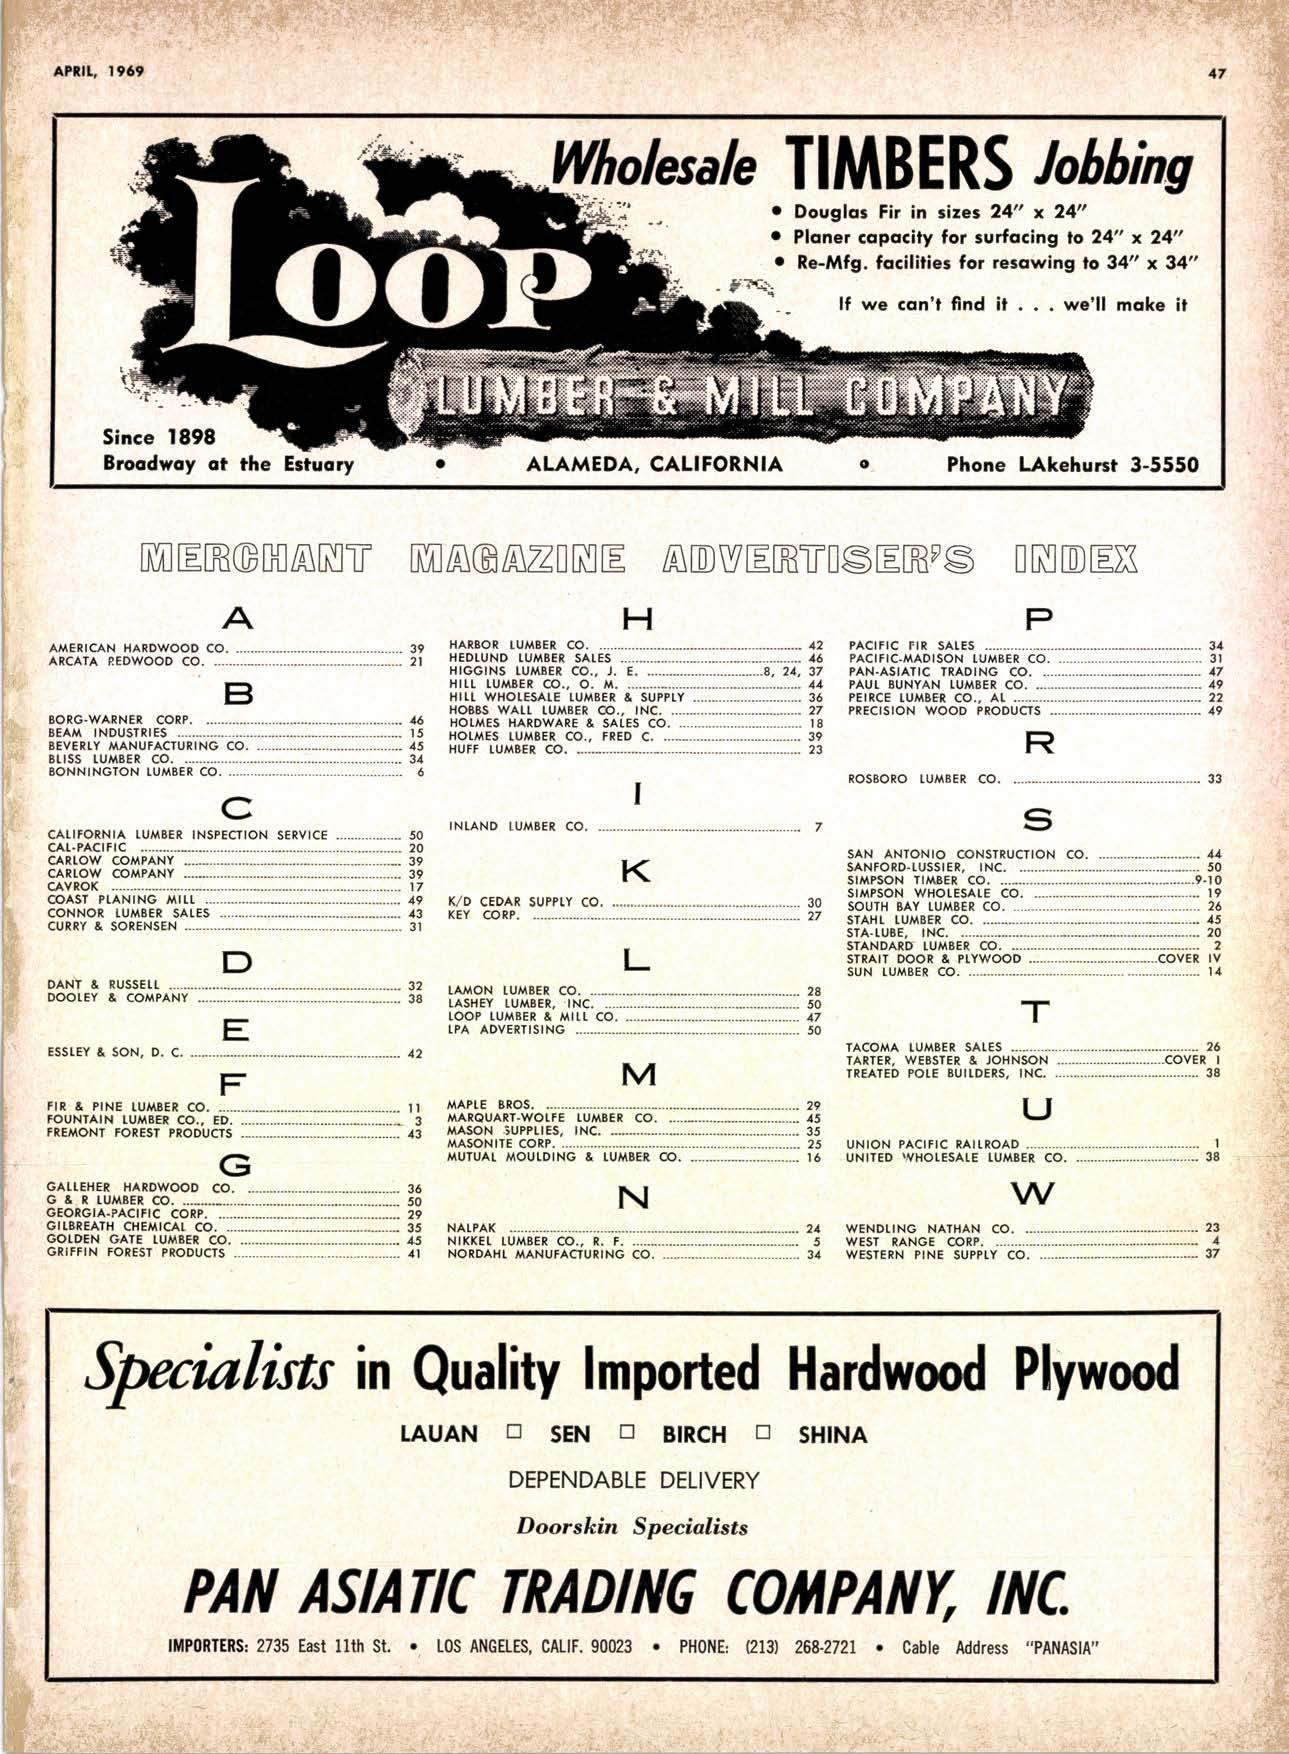 APRIL, 1969
47
Wholesale TIMBERS Jobbing
• Douglas Fir in sizes 24" x 24"
• Planer capacity for surfacing to 24" x 24"
• Re-Mfg. facilities for resawing to 34" x 34"
If we can't find it . . . we'll make it
LOOP
LUMBER & MILL COMPANY
Since 1898
Broadway at the Estuary • ALAMEDA, CALIFORNIA • Phone LAkehurst 3-5550
MERCHANT MAGAZINE ADVERTISER'S INDEX
A
AMERICAN HARDWOOD CO. 39
ARCATA REDWOOD CO. 21
B
BORG-WARNER CORP. 46
BEAM INDUSTRIES 15
BEVERLY MANUFACTURING CO. 45
BLISS LUMBER CO. 34
BONNINGTON LUMBER CO. 6
C
CALIFORNIA LUMBER INSPECTION SERVICE 50
CAL-PACIFIC 20
CARLOW COMPANY 39
CARLOW COMPANY 39
CAVROK 17
COAST PLANING MILL 49
CONNOR LUMBER SALES 43
CURRY & SORENSEN 31
D
DANT & RUSSELL 32
DOOLEY & COMPANY 38
E
ESSLEY & SON, D. C. 42
F
FIR & PINE LUMBER CO. 11
FOUNTAIN LUMBER CO., ED. 3
FREMONT FOREST PRODUCTS 43
G
GALLEHER HARDWOOD CO. 36
G & R LUMBER CO. 50
GEORGIA-PACIFIC CORP. 29
GILBREATH CHEMICAL CO. 35
GOLDEN GATE LUMBER CO. 45
GRIFFIN FOREST PRODUCTS 41
H
HARBOR LUMBER CO. 42
HEDLUND LUMBER SALES 46
HIGGINS LUMBER CO., J. E. 8, 24, 37
HILL LUMBER CO., O. M. 44
HILL WHOLESALE LUMBER & SUPPLY 36
HOBBS WALL LUMBER CO., INC. 27
HOLMES HARDWARE & SALES CO. 18
HOLMES LUMBER CO., FRED C. 39
HUFF LUMBER CO. 23
I
INLAND LUMBER CO. 7
K
K/D CEDAR SUPPLY CO. 30
KEY CORP. 27
L
LAMON LUMBER CO. 28
LASHEY LUMBER, INC. 50
LOOP LUMBER & MILL CO. 47
LPA ADVERTISING 50
M
MAPLE BROS. 29
MARQUART-WOLFE LUMBER CO. 45
MASON SUPPLIES, INC. 35
MASONITE CORP. 25
MUTUAL MOULDING & LUMBER CO. 16
N
NALPAK 24
NIKKEL LUMBER CO., R. F. 5
NORDAHL MANUFACTURING CO. 34
P
PACIFIC FIR SALES 34
PACIFIC-MADISON LUMBER CO. 31
PAN-ASIATIC TRADING CO. 47
PAUL BUNYAN LUMBER CO. 49
PEIRCE LUMBER CO., AL 22
PRECISION WOOD PRODUCTS 49
R
ROSBORO LUMBER CO. 33
S
SAN ANTONIO CONSTRUCTION CO. 44
SANFORD-LUSSIER, INC. 50
SIMPSON TIMBER CO. 9-10
SIMPSON WHOLESALE CO. 19
SOUTH BAY LUMBER CO. 26
STAHL LUMBER CO. 45
STA-LUBE, INC. 20
STANDARD LUMBER CO. 2
STRAIT DOOR & PLYWOOD COVER IV
SUN LUMBER CO. 14
T
TACOMA LUMBER SALES 26
TARTER, WEBSTER & JOHNSON COVER I
TREATED POLE BUILDERS, INC. 38
U
UNION PACIFIC RAILROAD 1
UNITED WHOLESALE LUMBER CO. 38
W
WENDLING NATHAN CO. 23
WEST RANGE CORP. 4
WESTERN PINE SUPPLY CO. 37
Specialists in Quality Imported Hardwood Plywood
LAUAN □ SEN □ BIRCH □ SHINA
DEPENDABLE DELIVERY
Doorskin Specialists
PAN ASIATIC TRADING COMPANY, INC.
IMPORTERS: 2735 East 11th St. • LOS ANGELES, CALIF. 90023 • PHONE: (213) 268-2721 • Cable Address "PANASIA"